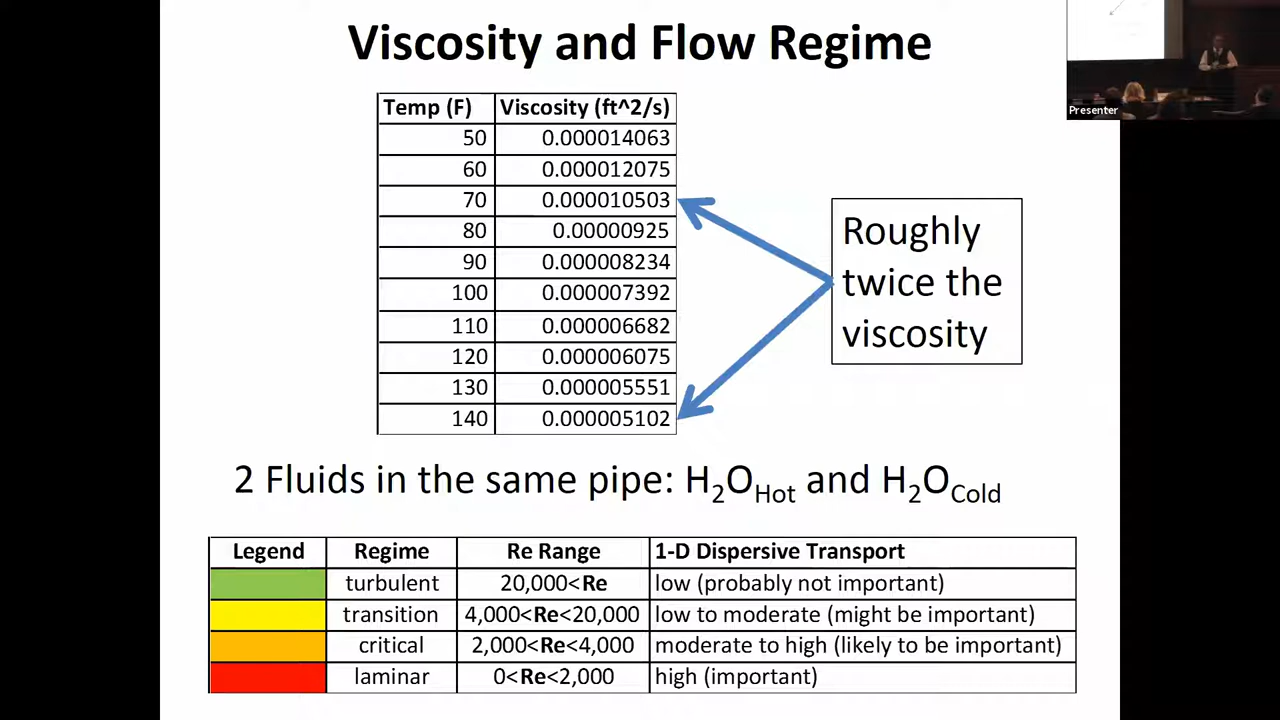 Viscosity and Flow Regime
Presenter
Temp (F) Viscosity (ft^2/s)
50 0.000014063
60 0.000012075
70 0.000010503
80 0.00000925
90 0.000008234
100 0.000007392
110 0.000006682
120 0.000006075
130 0.000005551
140 0.000005102
Roughly
twice the
viscosity
2 Fluids in the same pipe: H₂O_Hot and H₂O_Cold
Legend Regime Re Range 1-D Dispersive Transport
turbulent 20,000<Re low (probably not important)
transition 4,000<Re<20,000 low to moderate (might be important)
critical 2,000<Re<4,000 moderate to high (likely to be important)
laminar 0<Re<2,000 high (important)